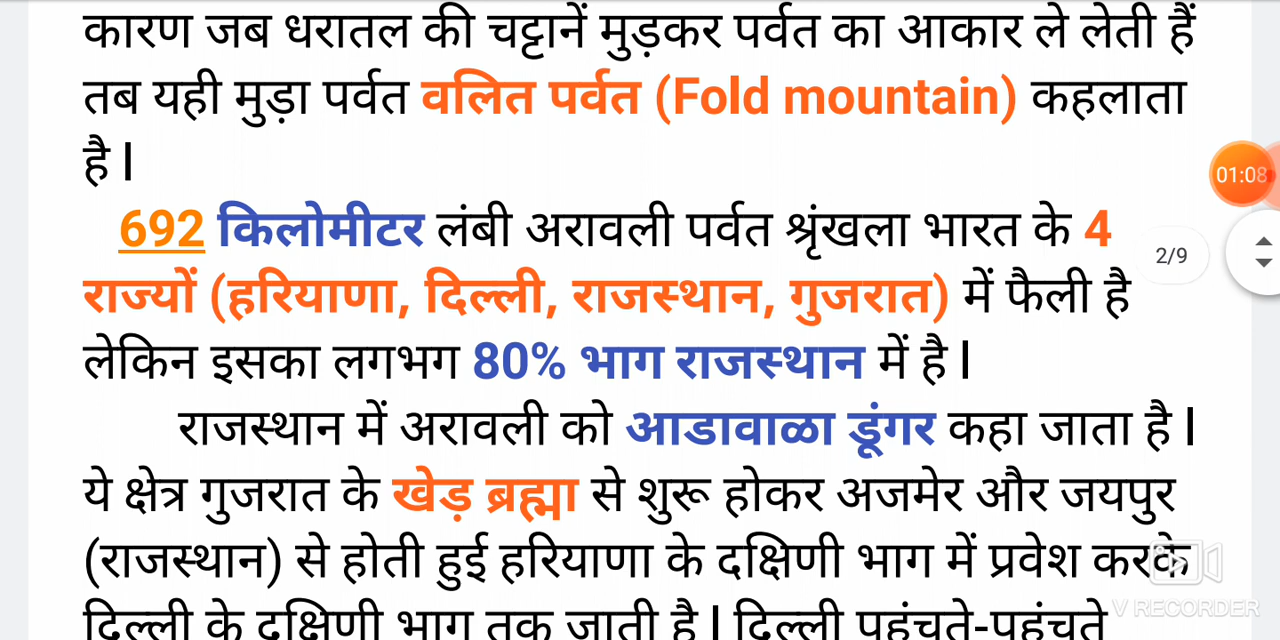 कारण जब धरातल की चट्टानें मुड़कर पर्वत का आकार ले लेती हैं
तब यही मुड़ा पर्वत वलित पर्वत (Fold mountain) कहलाता
है l
01:08
692 किलोमीटर लंबी अरावली पर्वत श्रृंखला भारत के 4
2/9
राज्यों (हरियाणा, दिल्ली, राजस्थान, गुजरात) में फैली है
लेकिन इसका लगभग 80% भाग राजस्थान में है l
राजस्थान में अरावली को आडावाळा डूंगर कहा जाता है l
ये क्षेत्र गुजरात के खेड़ ब्रह्मा से शुरू होकर अजमेर और जयपुर
(राजस्थान) से होती हुई हरियाणा के दक्षिणी भाग में प्रवेश करके
दिल्ली के दक्षिणी भाग तक जाती है l दिल्ली पहुंचते-पहुंचते
V RECORDER